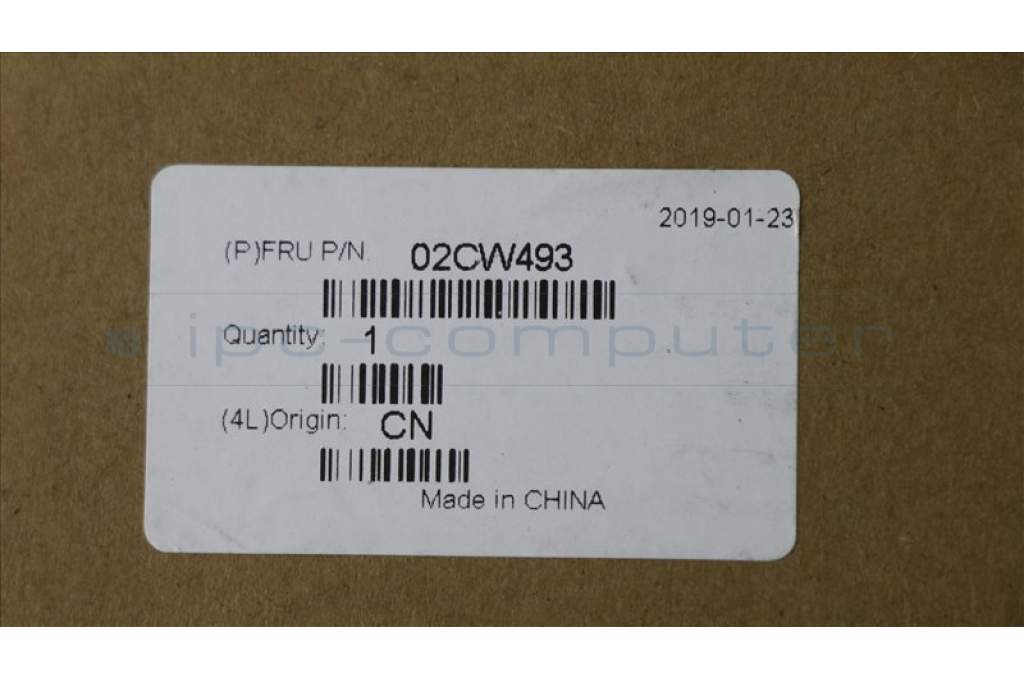 2019-01-23
(P)FRU P/N. 02CW493
Quantity: 1
ipc-computer
(4L)Origin: CN
Made in CHINA